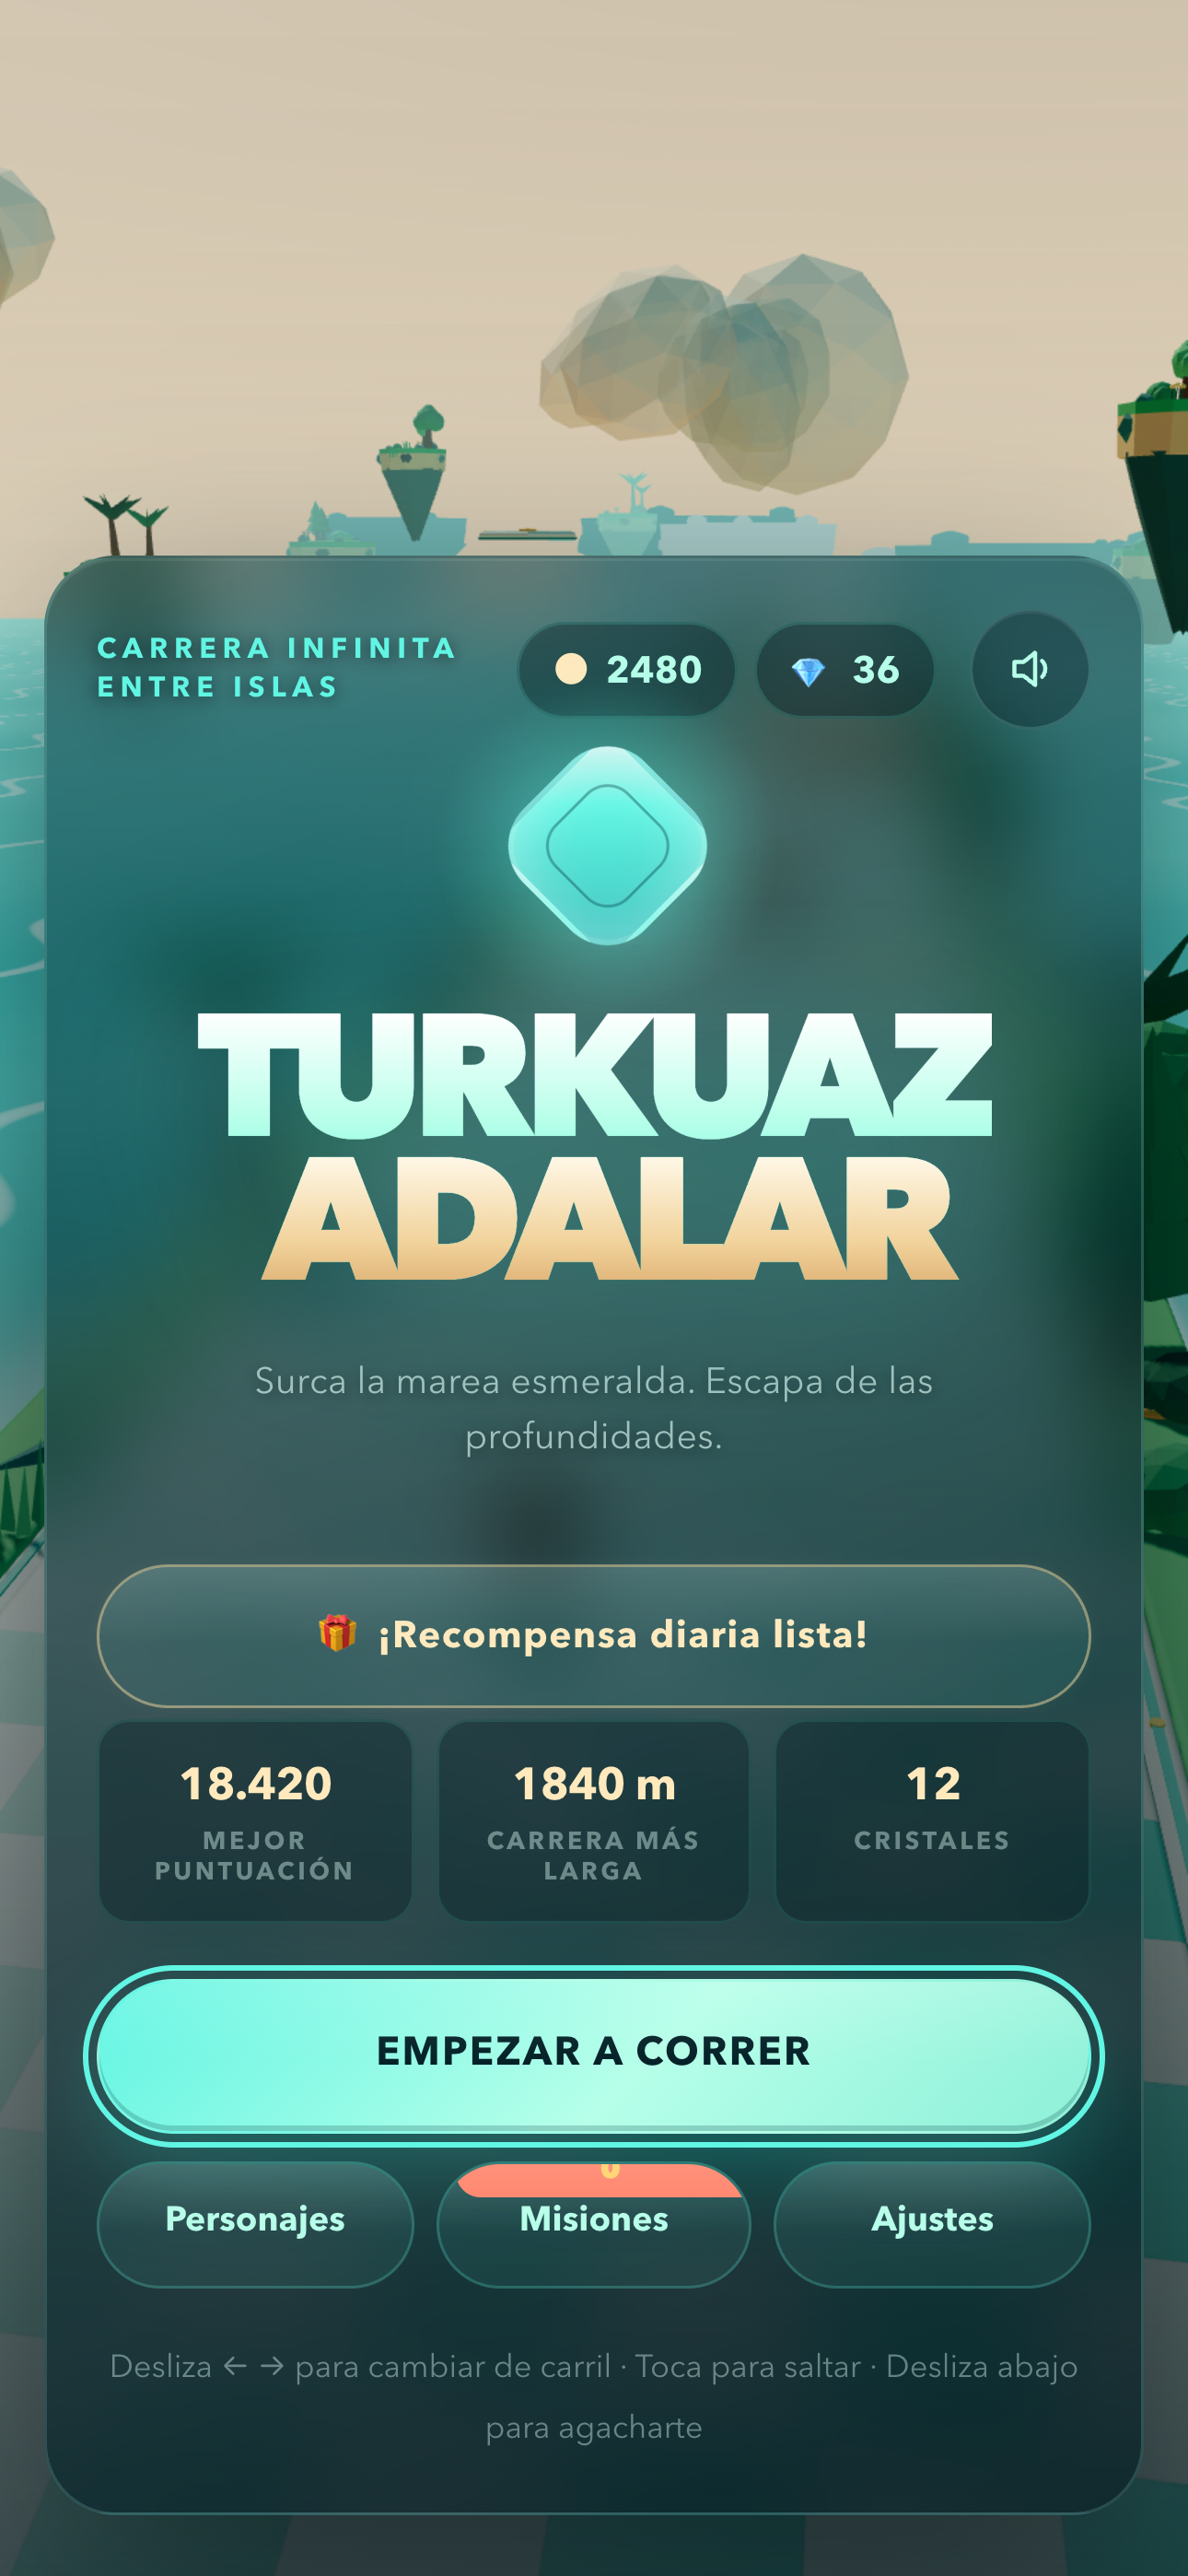 CARRERA INFINITA
ENTRE ISLAS
2480
36
TURKUAZ
ADALAR
Surca la marea esmeralda. Escapa de las
profundidades.
¡Recompensa diaria lista!
18.420
MEJOR
PUNTUACIÓN
1840 m
CARRERA MÁS
LARGA
12
CRISTALES
EMPEZAR A CORRER
Personajes
Misiones
Ajustes
Desliza ← → para cambiar de carril · Toca para saltar · Desliza abajo
para agacharte